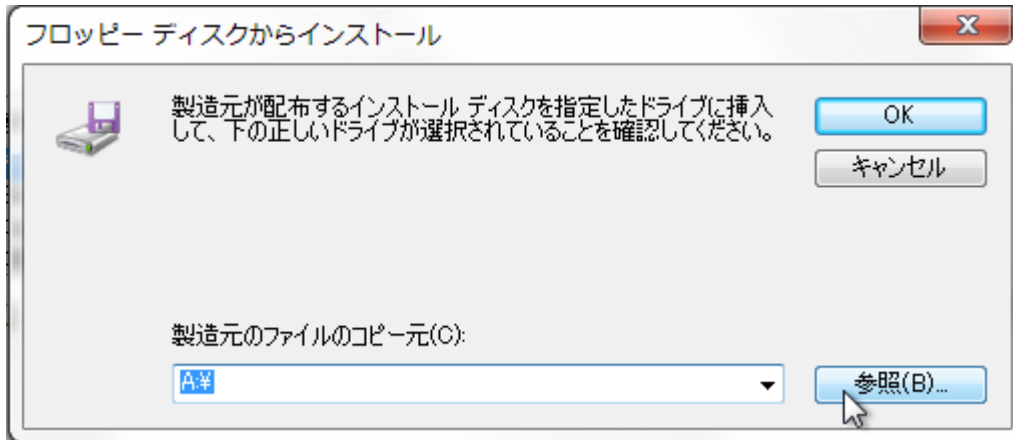 フロッピー ディスクからインストール
製造元が配布するインストール ディスクを指定したドライブに挿入
して、下の正しいドライブが選択されていることを確認してください。
OK
キャンセル
製造元のファイルのコピー元(C):
A:¥
参照(B)...